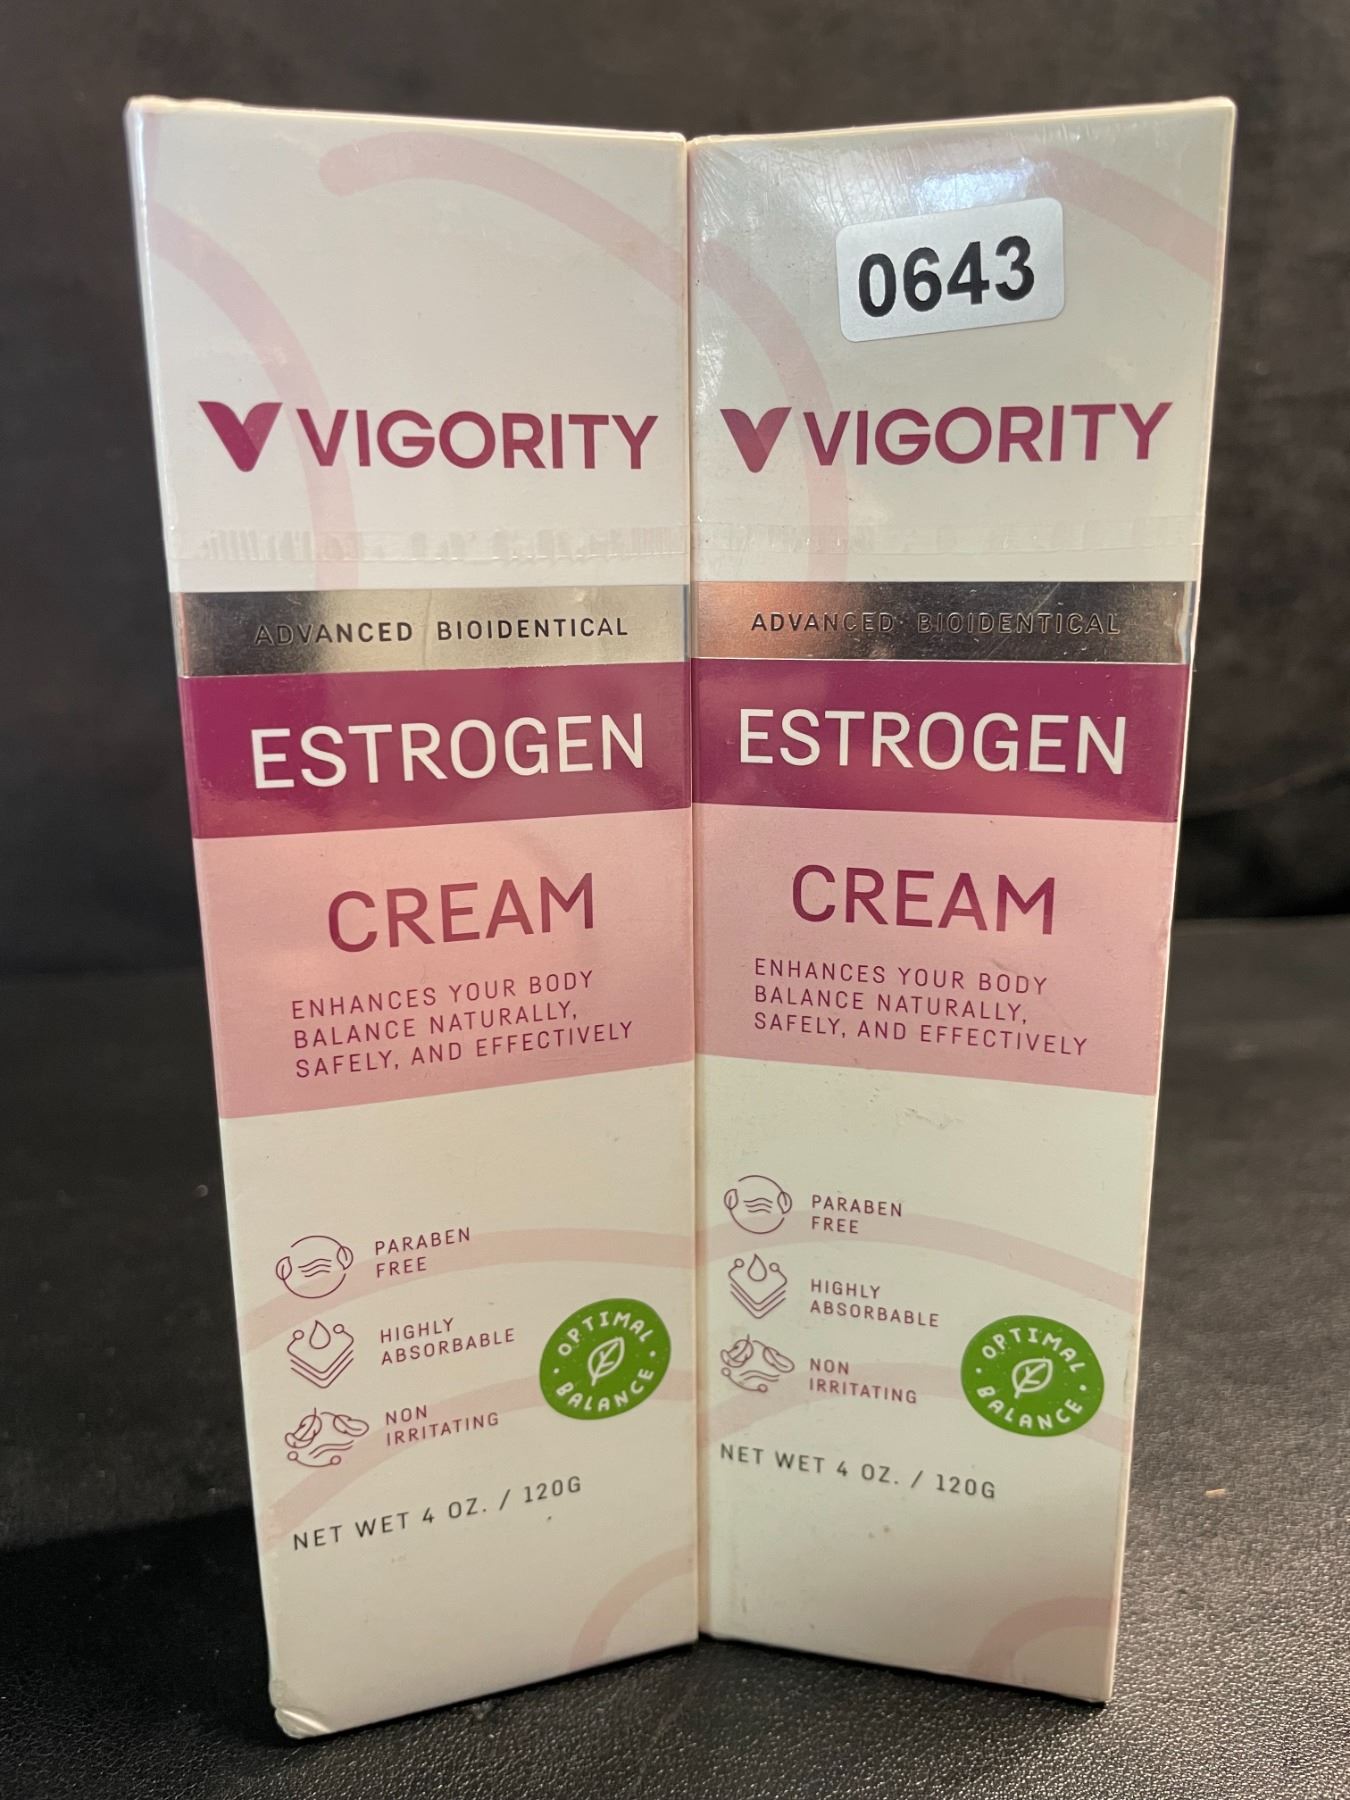 VIGORITY
ADVANCED BIOIDENTICAL
ESTROGEN
CREAM
ENHANCES YOUR BODY
BALANCE NATURALLY,
SAFELY, AND EFFECTIVELY
PARABEN
FREE
HIGHLY
ABSORBABLE
NON
IRRITATING
OPTIMAL
BALANCE
NET WET 4 OZ. / 120G
0643
VIGORITY
ADVANCED BIOIDENTICAL
ESTROGEN
CREAM
ENHANCES YOUR BODY
BALANCE NATURALLY,
SAFELY, AND EFFECTIVELY
PARABEN
FREE
HIGHLY
ABSORBABLE
NON
IRRITATING
OPTIMAL
BALANCE
NET WET 4 OZ. / 120G